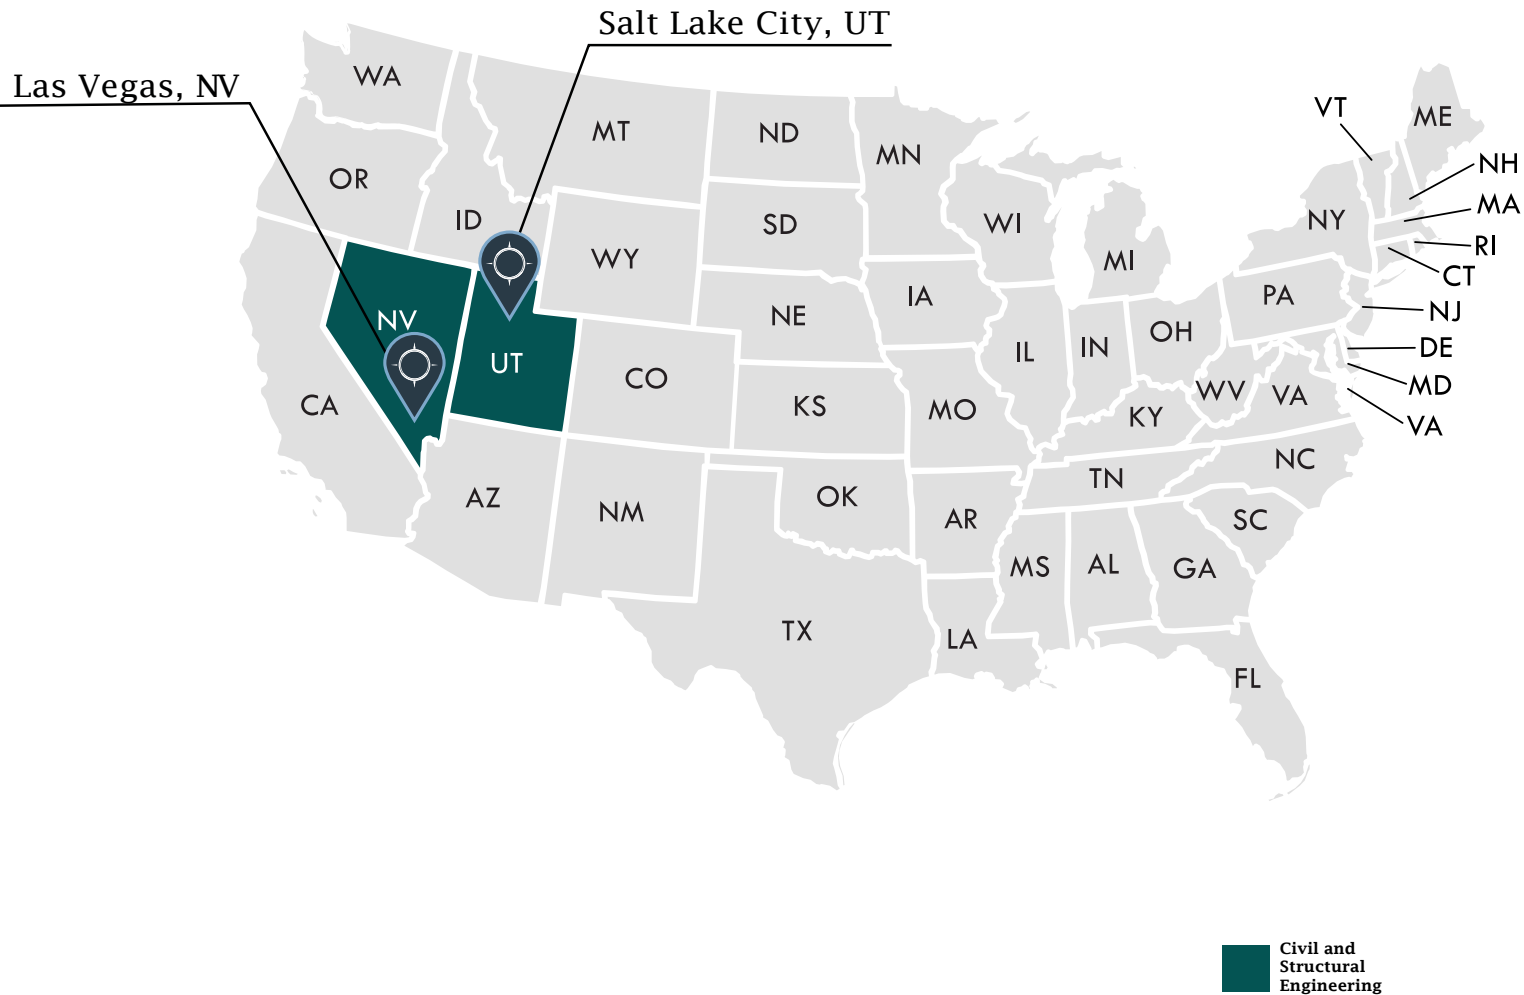 Salt Lake City, UT
Las Vegas, NV
WA
MT
ND
MN
VT
ME
OR
ID
SD
WI
NY
NH
MA
RI
CT
WY
MI
IA
PA
NJ
NV
NE
OH
DE
UT
CO
IL
IN
WV
VA
MD
CA
KS
MO
KY
VA
AZ
NM
OK
AR
TN
NC
SC
MS
AL
GA
TX
LA
FL
Civil and
Structural
Engineering